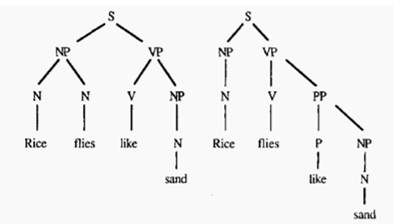 S S
NP VP NP VP
N N V NP N V PP
Rice flies like N Rice flies P NP
sand like N
sand